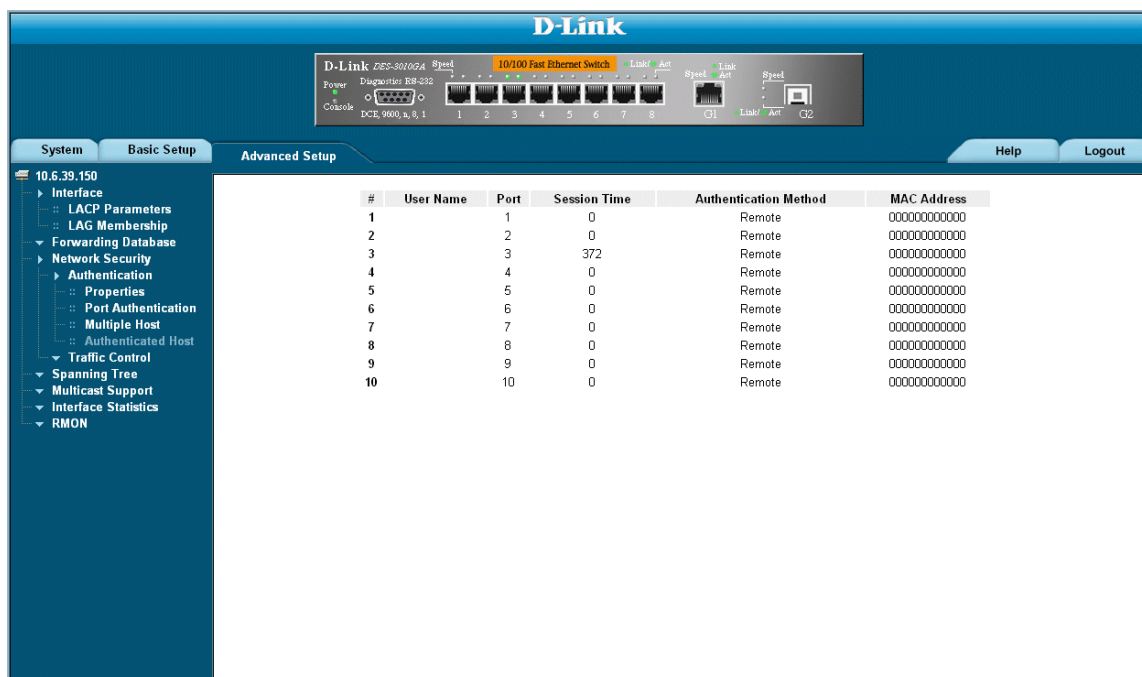 D-Link
D-Link DES-3010GA Speed 10/100 Fast Ethernet Switch Link/ Act
Link
Speed Act Speed
Power Diagnostics RS-232
Console
DCE, 9600, n, 8, 1 1 2 3 4 5 6 7 8 G1 Link/ Act G2
System Basic Setup Advanced Setup Help Logout
10.6.39.150
Interface
LACP Parameters
LAG Membership
Forwarding Database
Network Security
Authentication
Properties
Port Authentication
Multiple Host
Authenticated Host
Traffic Control
Spanning Tree
Multicast Support
Interface Statistics
RMON
# User Name Port Session Time Authentication Method MAC Address
1 1 0 Remote 000000000000
2 2 0 Remote 000000000000
3 3 372 Remote 000000000000
4 4 0 Remote 000000000000
5 5 0 Remote 000000000000
6 6 0 Remote 000000000000
7 7 0 Remote 000000000000
8 8 0 Remote 000000000000
9 9 0 Remote 000000000000
10 10 0 Remote 000000000000